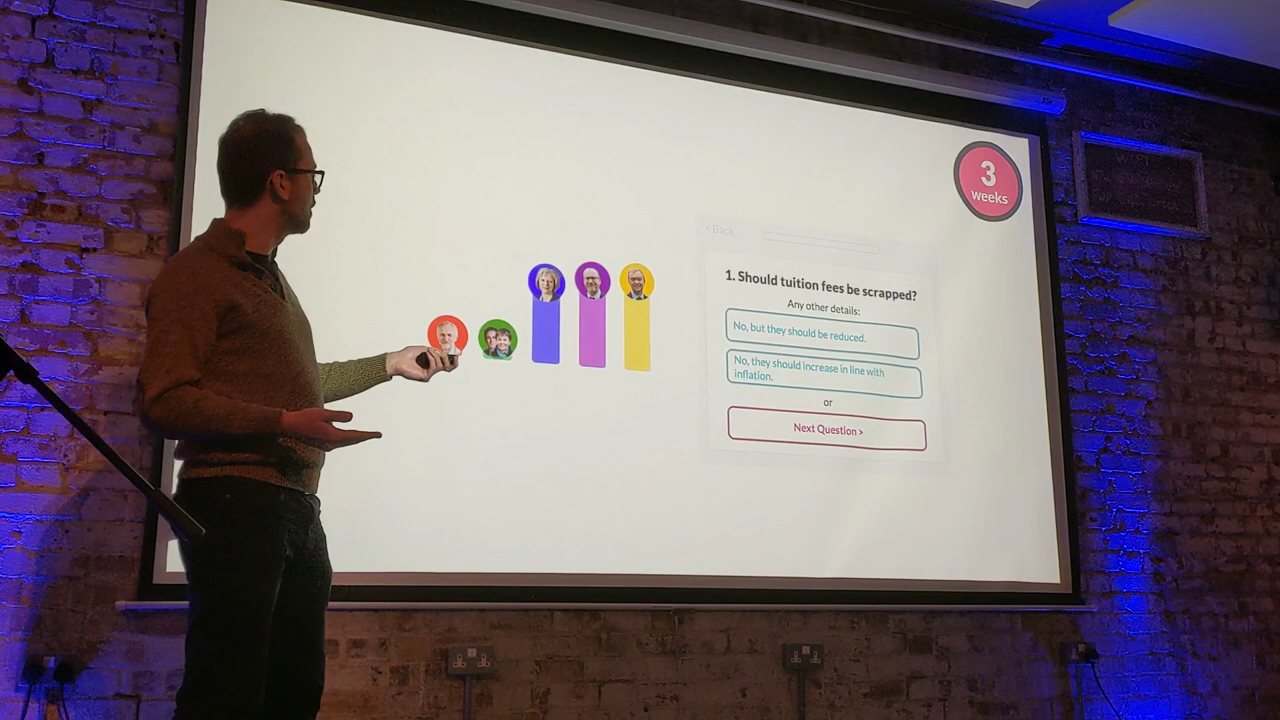 3
weeks
< Back
1. Should tuition fees be scrapped?
Any other details:
No, but they should be reduced.
No, they should increase in line with
inflation.
or
Next Question >